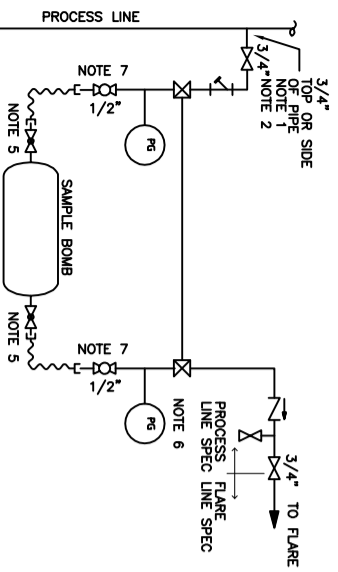 PROCESS LINE
3/4"
TOP OR SIDE
OF PIPE
NOTE 1
NOTE 2
3/4"
NOTE 7
1/2"
PG
NOTE 5
SAMPLE BOMB
NOTE 5
NOTE 7
1/2"
PG
NOTE 6
PROCESS FLARE
LINE SPEC LINE SPEC
3/4" TO FLARE